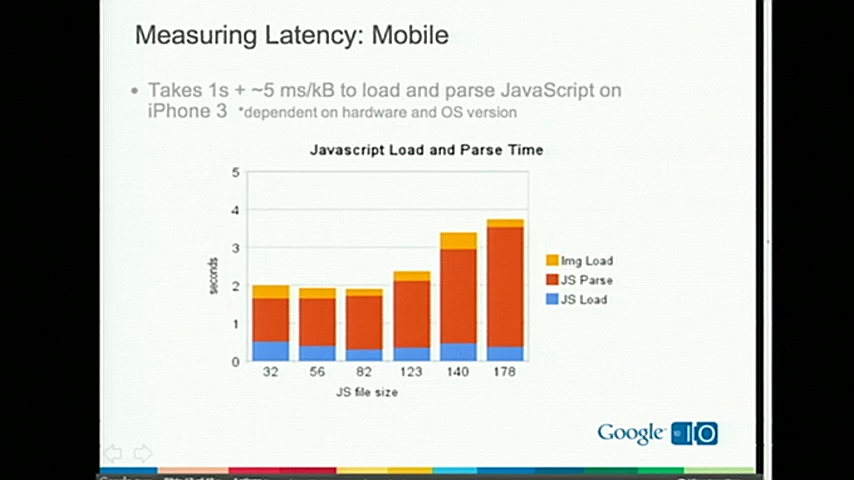 Measuring Latency: Mobile
• Takes 1s + ~5 ms/kB to load and parse JavaScript on
iPhone 3 *dependent on hardware and OS version
Javascript Load and Parse Time
5
4
3
2
1
0
seconds
32 56 82 123 140 178
JS file size
Img Load
JS Parse
JS Load
Google IO